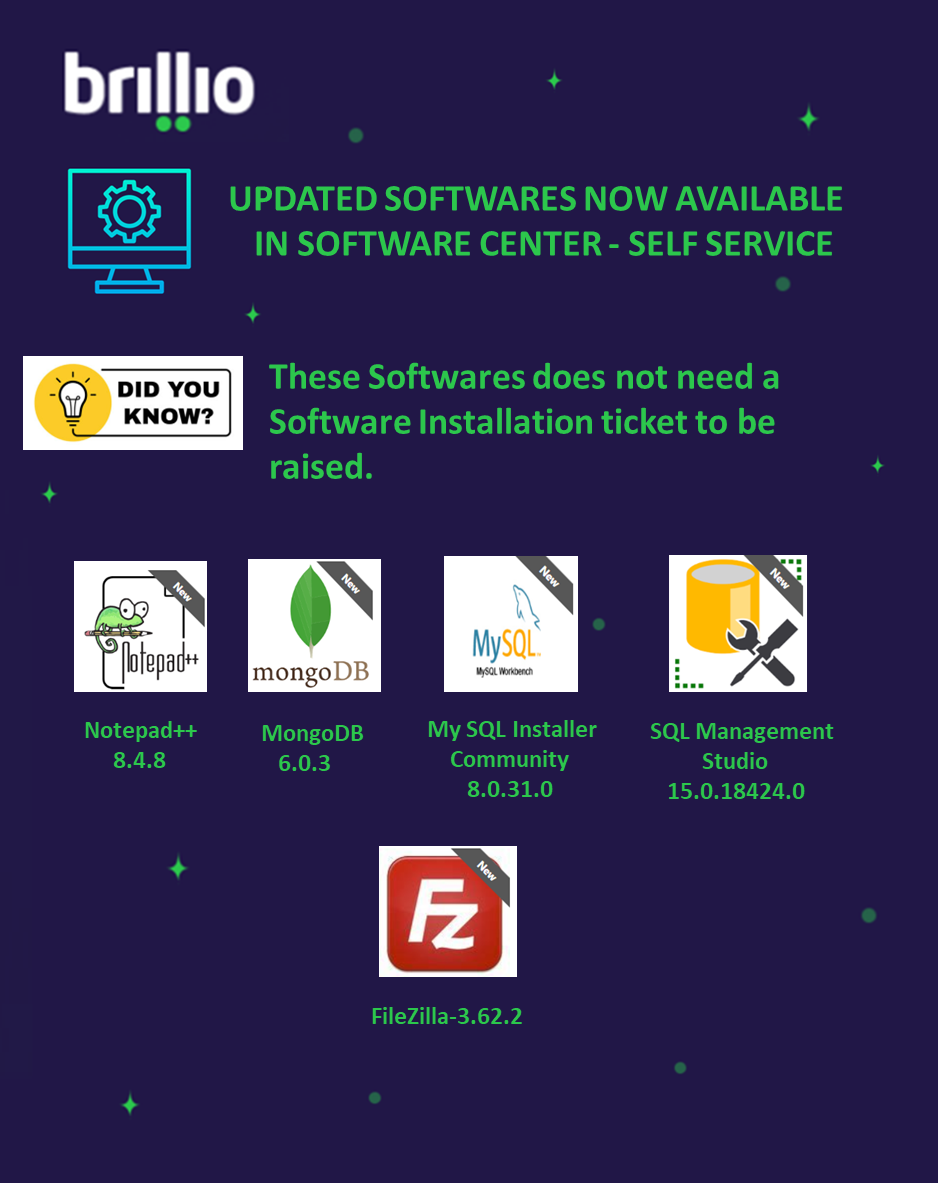 brillio
UPDATED SOFTWARES NOW AVAILABLE
IN SOFTWARE CENTER - SELF SERVICE
DID YOU
KNOW?
These Softwares does not need a
Software Installation ticket to be
raised.
New
Notepad++
New
mongoDB
New
MySQL
MySQL Workbench
New
Notepad++
8.4.8
MongoDB
6.0.3
My SQL Installer
Community
8.0.31.0
SQL Management
Studio
15.0.18424.0
New
Fz
FileZilla-3.62.2